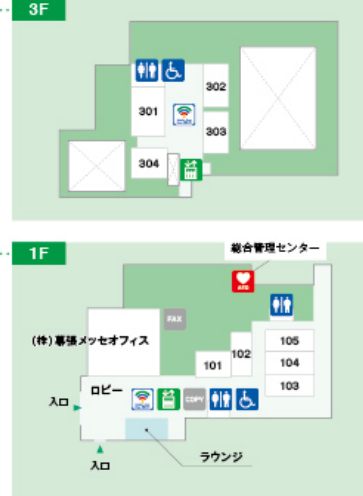 3F
302
301
303
304
1F
総合管理センター
AED
FAX
(株)幕張メッセオフィス
105
102
101
104
103
ロビー
COPY
入口
入口
ラウンジ